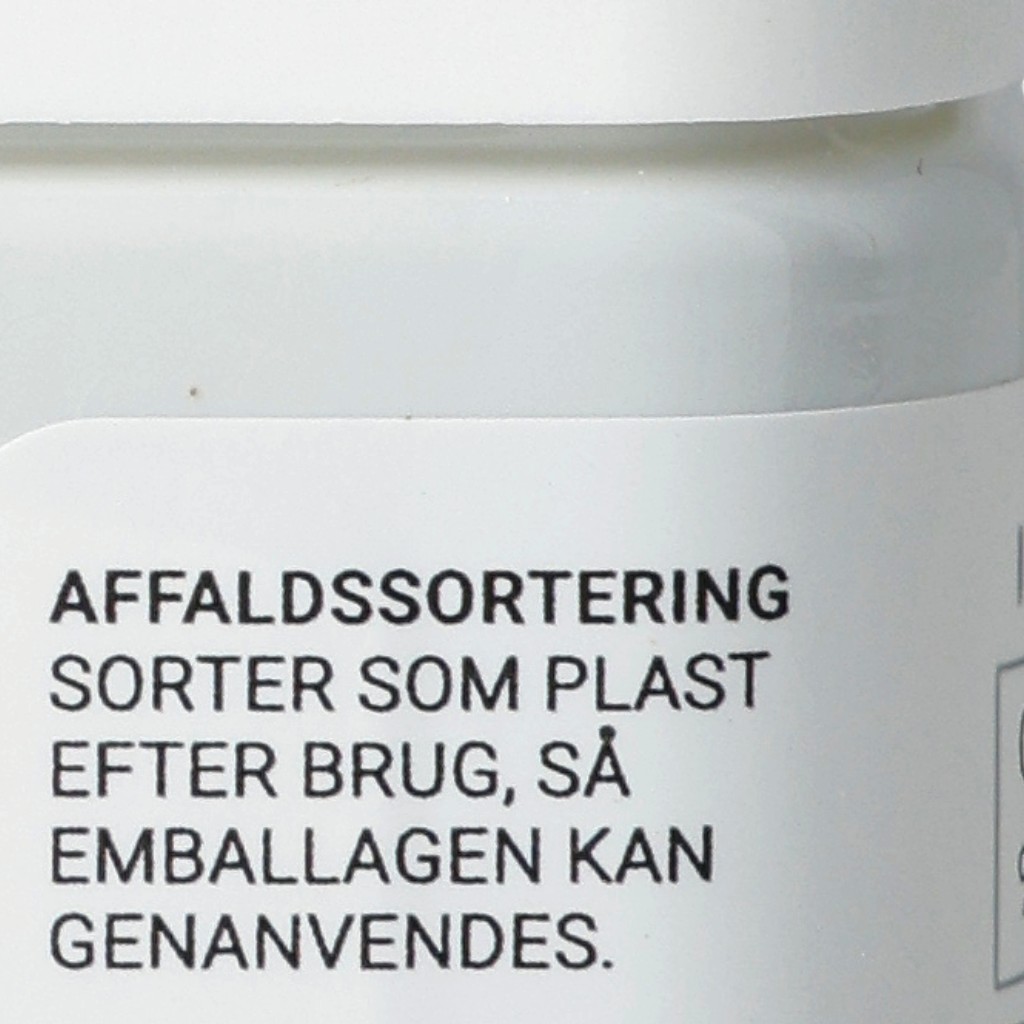 AFFALDSSORTERING
SORTER SOM PLAST
EFTER BRUG, SÅ
EMBALLAGEN KAN
GENANVENDES.